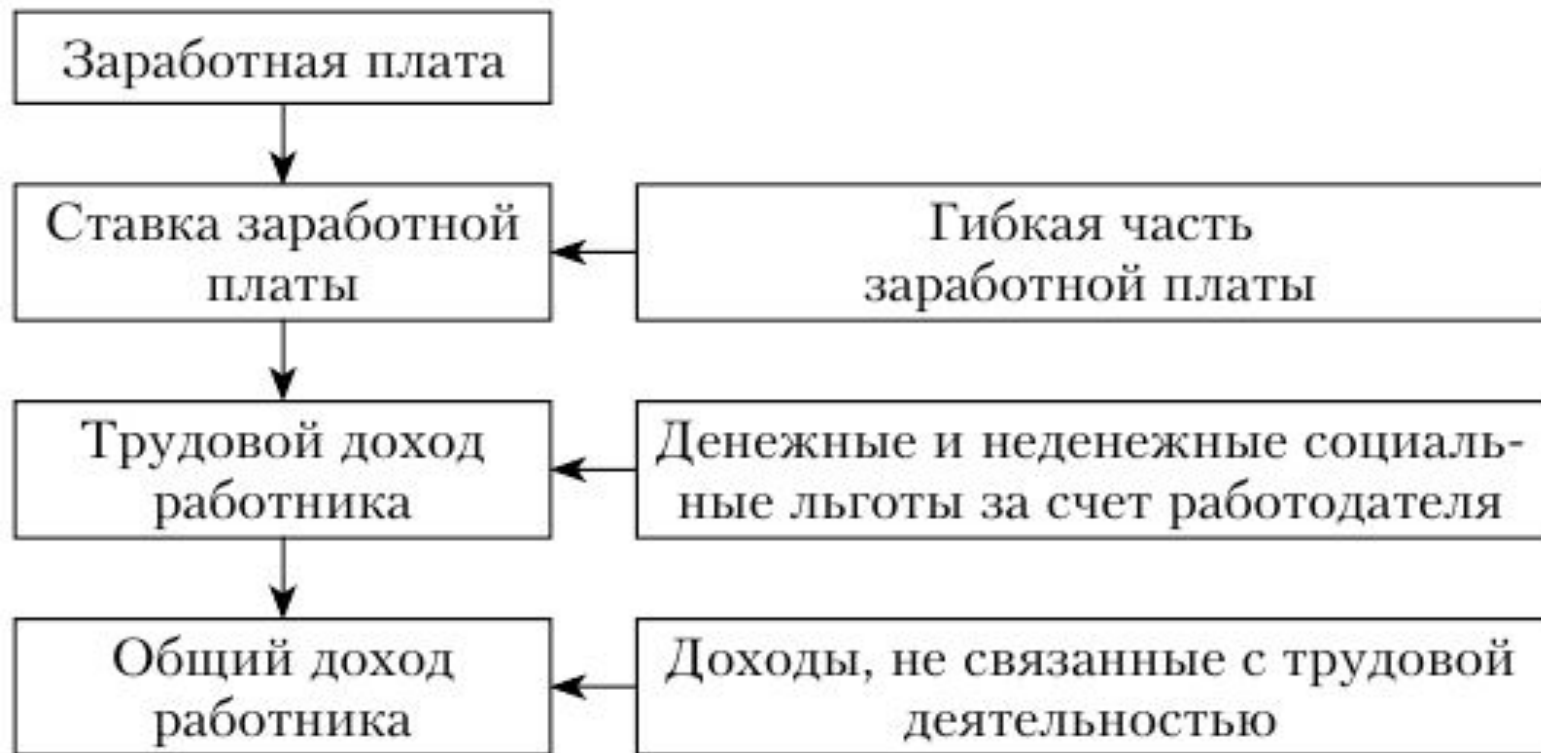 Заработная плата
Ставка заработной
платы
Гибкая часть
заработной платы
Трудовой доход
работника
Денежные и неденежные социаль-
ные льготы за счет работодателя
Общий доход
работника
Доходы, не связанные с трудовой
деятельностью